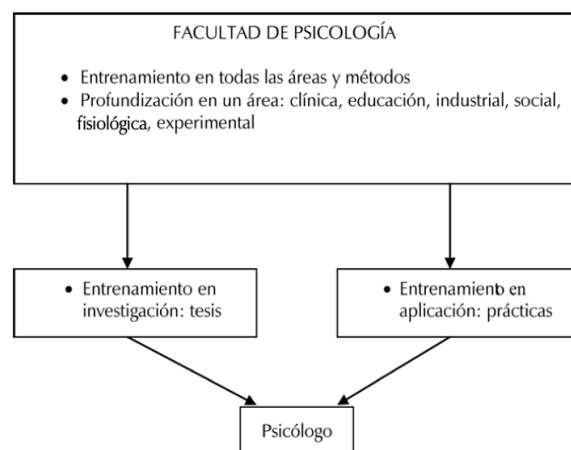 FACULTAD DE PSICOLOGÍA
• Entrenamiento en todas las áreas y métodos
• Profundización en un área: clínica, educación, industrial, social,
fisiológica, experimental
• Entrenamiento en
investigación: tesis
• Entrenamiento en
aplicación: prácticas
Psicólogo